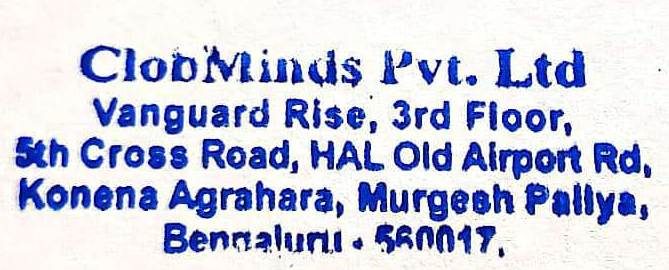 ClobMinds Pvt. Ltd
Vanguard Rise, 3rd Floor,
5th Cross Road, HAL Old Airport Rd,
Konena Agrahara, Murgesh Pallya,
Bengaluru - 560017.